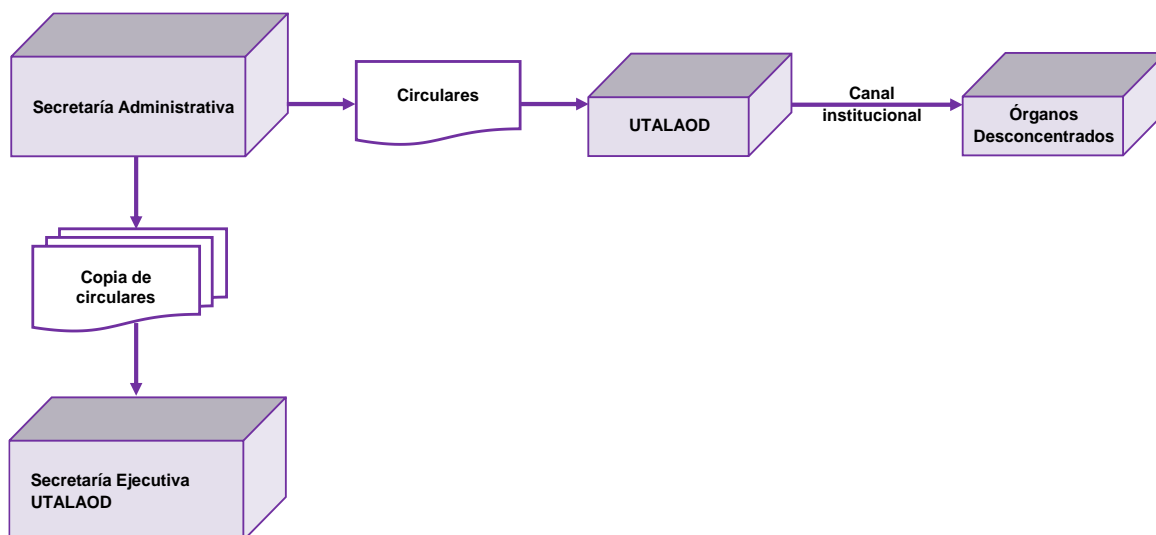 Secretaría Administrativa
Circulares
UTALAOD
Canal
institucional
Órganos
Desconcentrados
Copia de
circulares
Secretaría Ejecutiva
UTALAOD